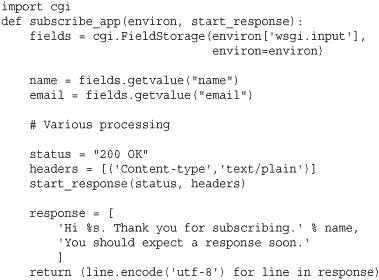 import cgi
def subscribe_app(environ, start_response):
    fields = cgi.FieldStorage(environ['wsgi.input'],
                              environ=environ)
    name = fields.getvalue("name")
    email = fields.getvalue("email")
    # Various processing
    status = "200 OK"
    headers = [('Content-type','text/plain')]
    start_response(status, headers)
    response = [
        'Hi %s. Thank you for subscribing.' % name,
        'You should expect a response soon.'
        ]
    return (line.encode('utf-8') for line in response)